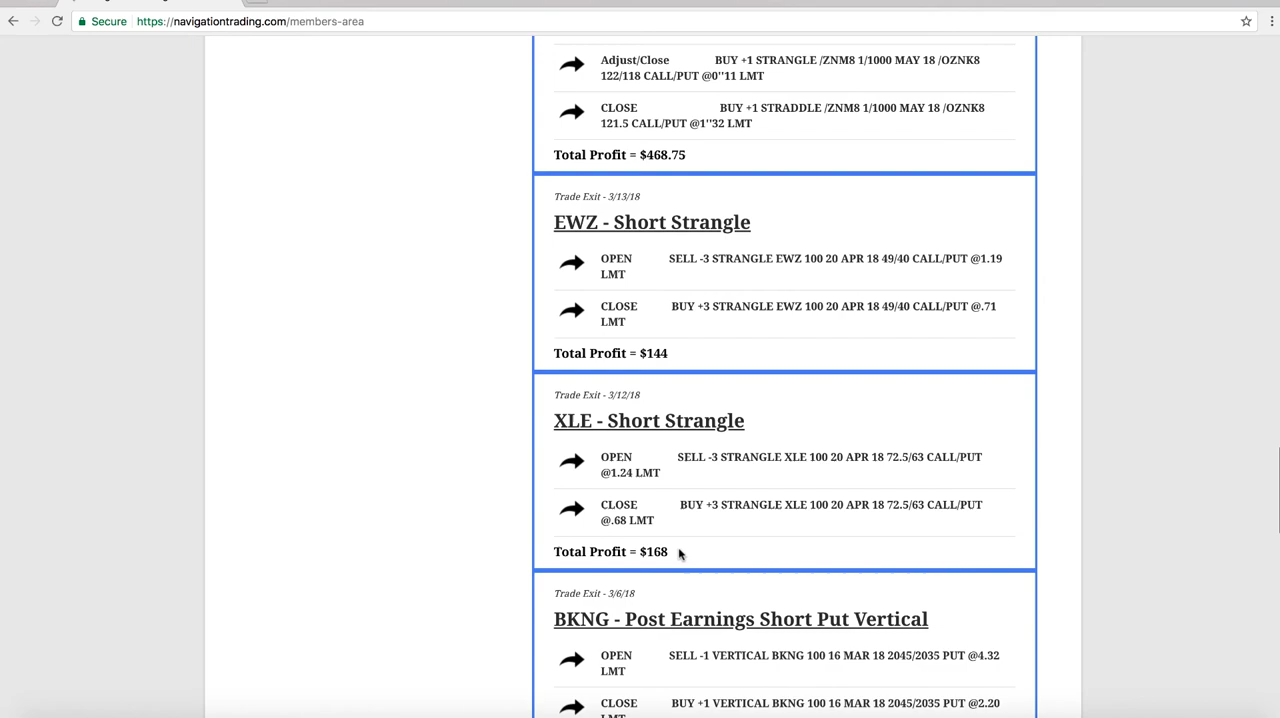 Secure https://navigationtrading.com/members-area
Adjust/Close BUY +1 STRANGLE /ZNM8 1/1000 MAY 18 /OZNK8
122/118 CALL/PUT @0"11 LMT
CLOSE BUY +1 STRADDLE /ZNM8 1/1000 MAY 18 /OZNK8
121.5 CALL/PUT @1"32 LMT
Total Profit = $468.75
Trade Exit - 3/13/18
EWZ - Short Strangle
OPEN SELL -3 STRANGLE EWZ 100 20 APR 18 49/40 CALL/PUT @1.19
LMT
CLOSE BUY +3 STRANGLE EWZ 100 20 APR 18 49/40 CALL/PUT @.71
LMT
Total Profit = $144
Trade Exit - 3/12/18
XLE - Short Strangle
OPEN SELL -3 STRANGLE XLE 100 20 APR 18 72.5/63 CALL/PUT
@1.24 LMT
CLOSE BUY +3 STRANGLE XLE 100 20 APR 18 72.5/63 CALL/PUT
@.68 LMT
Total Profit = $168
Trade Exit - 3/6/18
BKNG - Post Earnings Short Put Vertical
OPEN SELL -1 VERTICAL BKNG 100 16 MAR 18 2045/2035 PUT @4.32
LMT
CLOSE BUY +1 VERTICAL BKNG 100 16 MAR 18 2045/2035 PUT @2.20